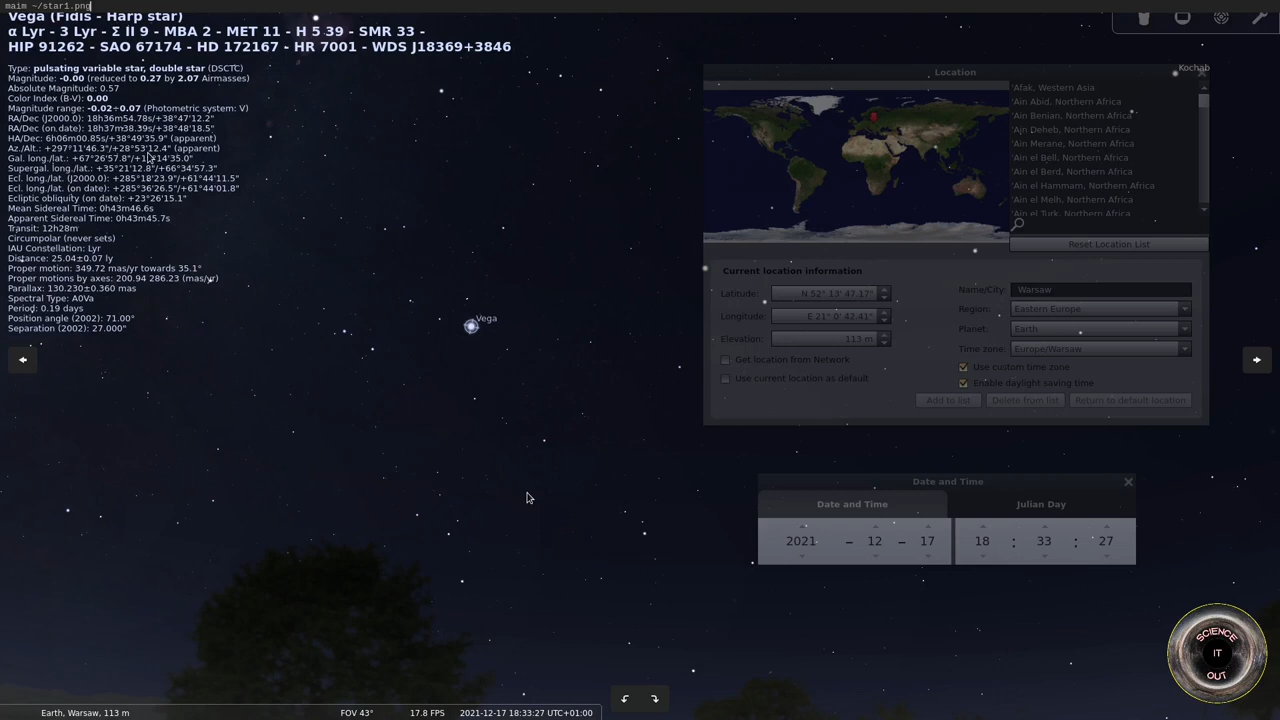 maim ~/star1.png
Vega (Fidis - Harp star)
α Lyr - 3 Lyr - Σ II 9 - MBA 2 - MET 11 - H 5 39 - SMR 33 -
HIP 91262 - SAO 67174 - HD 172167 - HR 7001 - WDS J18369+3846
Type: pulsating variable star, double star (DSCTC)
Magnitude: -0.00 (reduced to 0.27 by 2.07 Airmasses)
Absolute Magnitude: 0.57
Color Index (B-V): 0.00
Magnitude range: -0.02÷0.07 (Photometric system: V)
RA/Dec (J2000.0): 18h36m54.78s/+38°47'12.2"
RA/Dec (on date): 18h37m38.39s/+38°48'18.5"
HA/Dec: 6h06m00.85s/+38°49'35.9" (apparent)
Az./Alt.: +297°11'46.3"/+28°53'12.4" (apparent)
Gal. long./lat.: +67°26'57.8"/+1 °14'35.0"
Supergal. long./lat.: +35°21'12.8"/+66°34'57.3"
Ecl. long./lat. (J2000.0): +285°18'23.9"/+61°44'11.5"
Ecl. long./lat. (on date): +285°36'26.5"/+61°44'01.8"
Ecliptic obliquity (on date): +23°26'15.1"
Mean Sidereal Time: 0h43m46.6s
Apparent Sidereal Time: 0h43m45.7s
Transit: 12h28m
Circumpolar (never sets)
IAU Constellation: Lyr
Distance: 25.04±0.07 ly
Proper motion: 349.72 mas/yr towards 35.1°
Proper motions by axes: 200.94 286.23 (mas/yr)
Parallax: 130.230±0.360 mas
Spectral Type: A0Va
Period: 0.19 days
Position angle (2002): 71.00°
Separation (2002): 27.000"
Vega
Kochab
Location
'Afak, Western Asia
'Ain Abid, Northern Africa
'Ain Benian, Northern Africa
'Ain Deheb, Northern Africa
'Ain Merane, Northern Africa
'Ain el Bell, Northern Africa
'Ain el Berd, Northern Africa
'Ain el Hammam, Northern Africa
'Ain el Melh, Northern Africa
'Ain el Turk, Northern Africa
Reset Location List
Current location information
Latitude: N 52° 13' 47.17"
Longitude: E 21° 0' 42.41"
Elevation: 113 m
Get location from Network
Use current location as default
Name/City: Warsaw
Region: Eastern Europe
Planet: Earth
Time zone: Europe/Warsaw
Use custom time zone
Enable daylight saving time
Add to list Delete from list Return to default location
Date and Time
Date and Time Julian Day
2021 – 12 – 17 18 : 33 : 27
SCIENCE
IT
OUT
Earth, Warsaw, 113 m FOV 43° 17.8 FPS 2021-12-17 18:33:27 UTC+01:00